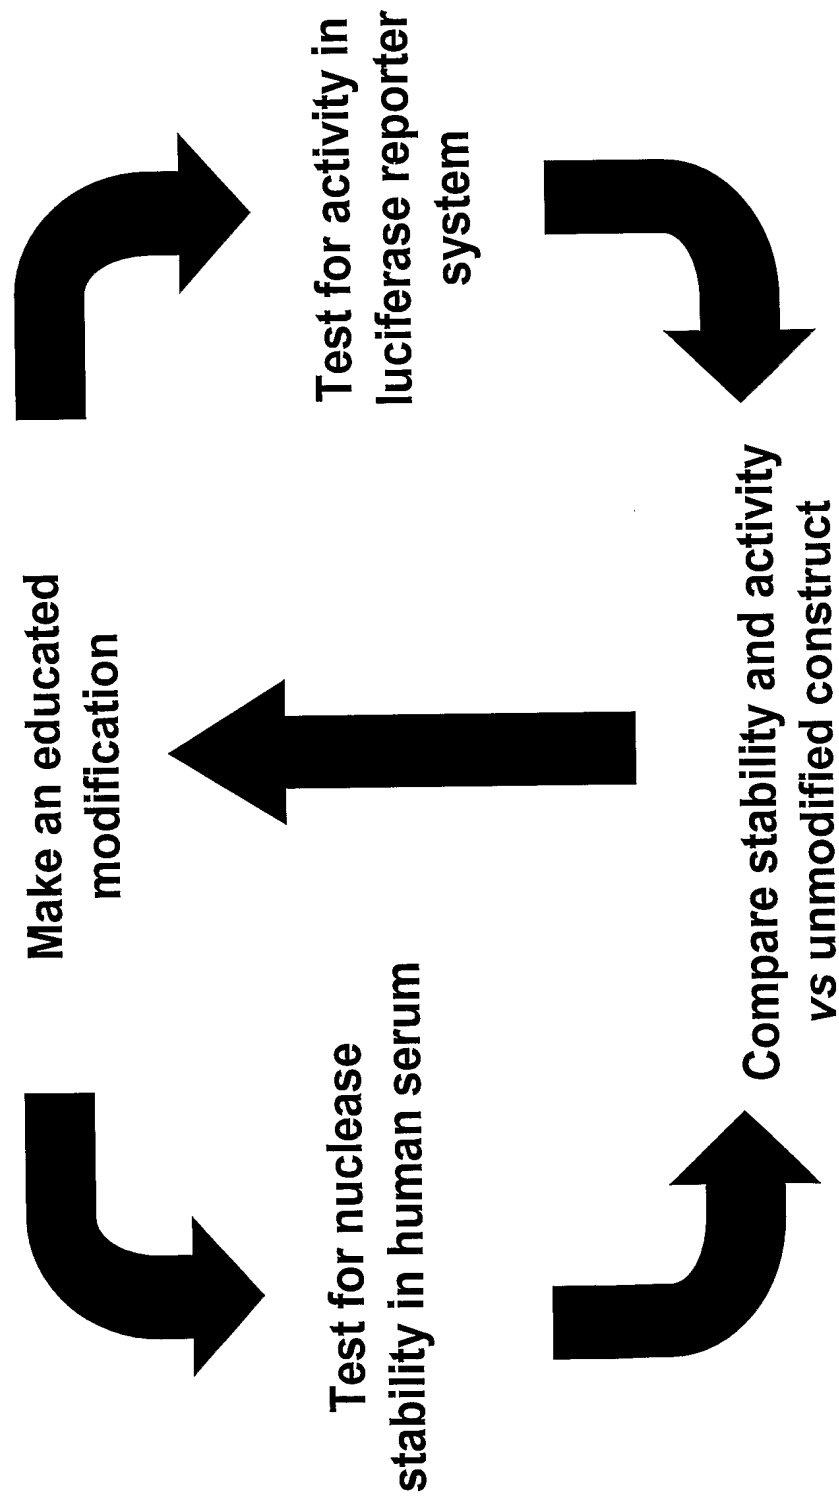 Make an educated
modification
Test for nuclease
stability in human serum
Test for activity in
luciferase reporter
system
Compare stability and activity
vs unmodified construct